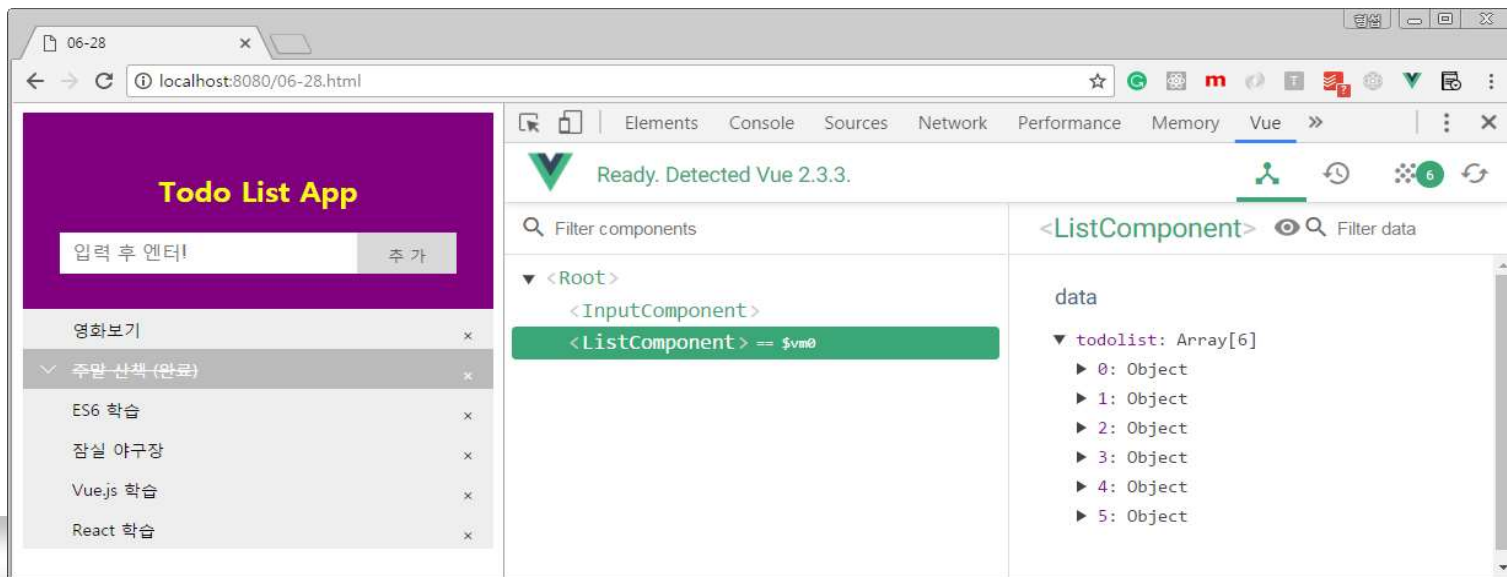 형섭
06-28
localhost:8080/06-28.html
Elements Console Sources Network Performance Memory Vue
Ready. Detected Vue 2.3.3.
6
Filter components
<ListComponent> Filter data
Todo List App
입력 후 엔터!
추 가
영화보기 ×
주말 산책 (완료) ×
ES6 학습 ×
잠실 야구장 ×
Vue.js 학습 ×
React 학습 ×
▼ <Root>
<InputComponent>
<ListComponent> == $vm0
data
▼ todolist: Array[6]
▶ 0: Object
▶ 1: Object
▶ 2: Object
▶ 3: Object
▶ 4: Object
▶ 5: Object